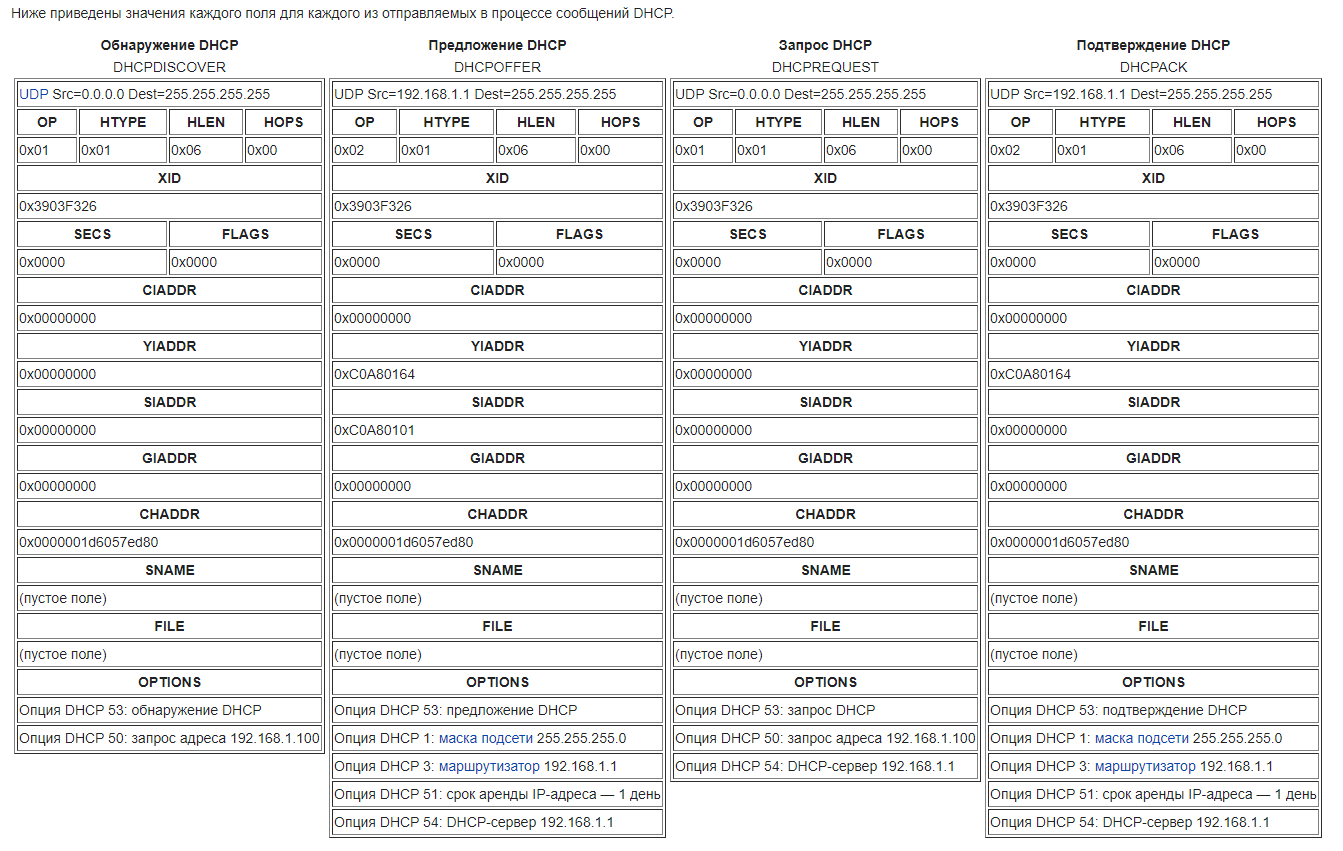 Ниже приведены значения каждого поля для каждого из отправляемых в процессе сообщений DHCP.
Обнаружение DHCP
DHCPDISCOVER
UDP Src=0.0.0.0 Dest=255.255.255.255
OP HTYPE HLEN HOPS
0x01 0x01 0x06 0x00
XID
0x3903F326
SECS FLAGS
0x0000 0x0000
CIADDR
0x00000000
YIADDR
0x00000000
SIADDR
0x00000000
GIADDR
0x00000000
CHADDR
0x0000001d6057ed80
SNAME
(пустое поле)
FILE
(пустое поле)
OPTIONS
Опция DHCP 53: обнаружение DHCP
Опция DHCP 50: запрос адреса 192.168.1.100
Предложение DHCP
DHCPOFFER
UDP Src=192.168.1.1 Dest=255.255.255.255
OP HTYPE HLEN HOPS
0x02 0x01 0x06 0x00
XID
0x3903F326
SECS FLAGS
0x0000 0x0000
CIADDR
0x00000000
YIADDR
0xC0A80164
SIADDR
0xC0A80101
GIADDR
0x00000000
CHADDR
0x0000001d6057ed80
SNAME
(пустое поле)
FILE
(пустое поле)
OPTIONS
Опция DHCP 53: предложение DHCP
Опция DHCP 1: маска подсети 255.255.255.0
Опция DHCP 3: маршрутизатор 192.168.1.1
Опция DHCP 51: срок аренды IP-адреса — 1 день
Опция DHCP 54: DHCP-сервер 192.168.1.1
Запрос DHCP
DHCPREQUEST
UDP Src=0.0.0.0 Dest=255.255.255.255
OP HTYPE HLEN HOPS
0x01 0x01 0x06 0x00
XID
0x3903F326
SECS FLAGS
0x0000 0x0000
CIADDR
0x00000000
YIADDR
0x00000000
SIADDR
0x00000000
GIADDR
0x00000000
CHADDR
0x0000001d6057ed80
SNAME
(пустое поле)
FILE
(пустое поле)
OPTIONS
Опция DHCP 53: запрос DHCP
Опция DHCP 50: запрос адреса 192.168.1.100
Опция DHCP 54: DHCP-сервер 192.168.1.1
Подтверждение DHCP
DHCPACK
UDP Src=192.168.1.1 Dest=255.255.255.255
OP HTYPE HLEN HOPS
0x02 0x01 0x06 0x00
XID
0x3903F326
SECS FLAGS
0x0000 0x0000
CIADDR
0x00000000
YIADDR
0xC0A80164
SIADDR
0x00000000
GIADDR
0x00000000
CHADDR
0x0000001d6057ed80
SNAME
(пустое поле)
FILE
(пустое поле)
OPTIONS
Опция DHCP 53: подтверждение DHCP
Опция DHCP 1: маска подсети 255.255.255.0
Опция DHCP 3: маршрутизатор 192.168.1.1
Опция DHCP 51: срок аренды IP-адреса — 1 день
Опция DHCP 54: DHCP-сервер 192.168.1.1